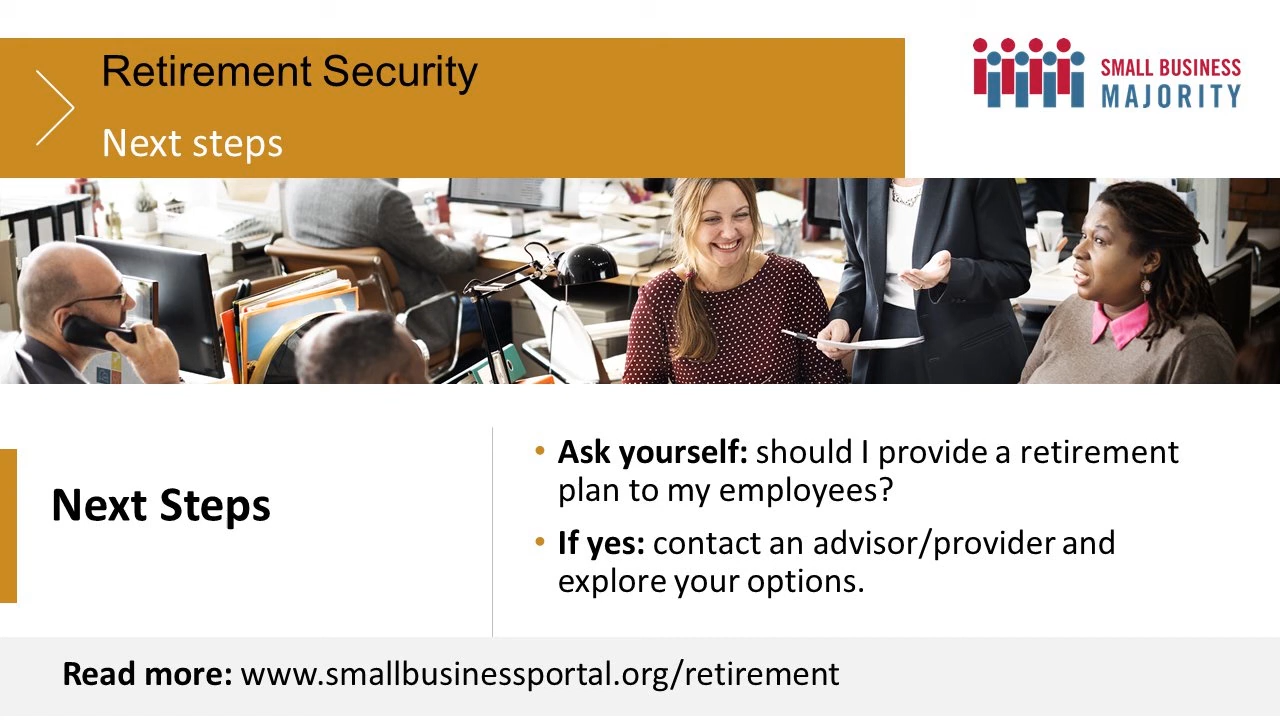 Retirement Security
Next steps
SMALL BUSINESS
MAJORITY
Next Steps
• Ask yourself: should I provide a retirement
plan to my employees?
• If yes: contact an advisor/provider and
explore your options.
Read more: www.smallbusinessportal.org/retirement